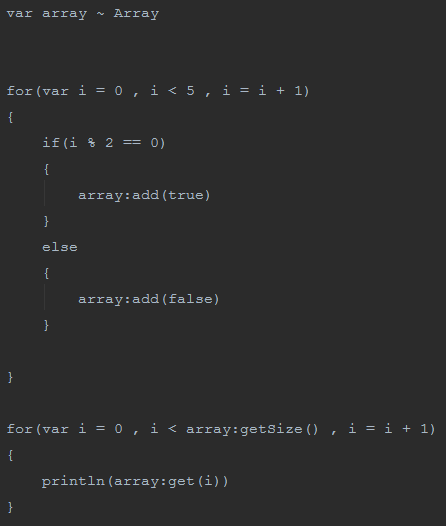 var array ~ Array
for(var i = 0 , i < 5 , i = i + 1)
{
    if(i % 2 == 0)
    {
        array:add(true)
    }
    else
    {
        array:add(false)
    }
}
for(var i = 0 , i < array:getSize() , i = i + 1)
{
    println(array:get(i))
}